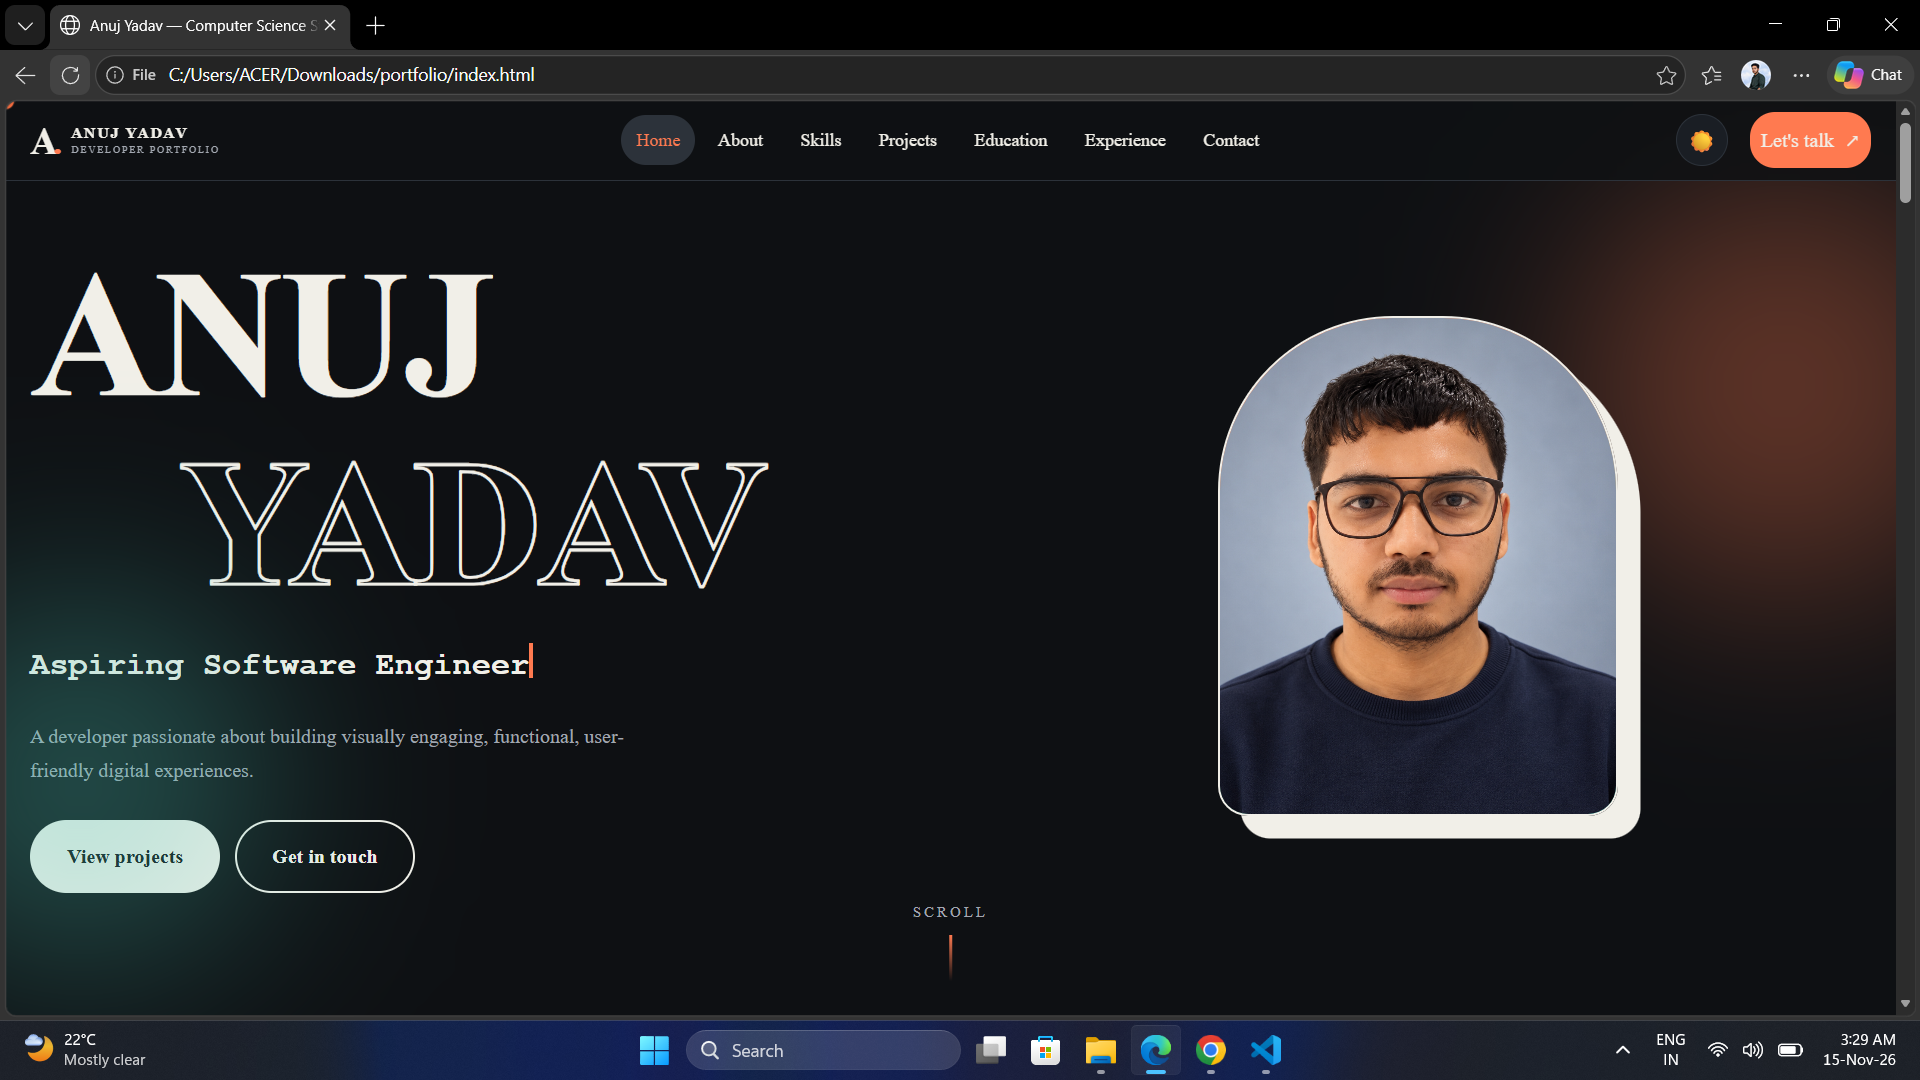 Anuj Yadav — Computer Science S
File C:/Users/ACER/Downloads/portfolio/index.html
Chat
A.
ANUJ YADAV
DEVELOPER PORTFOLIO
Home About Skills Projects Education Experience Contact
Let's talk ↗
ANUJ
YADAV
Aspiring Software Engineer
A developer passionate about building visually engaging, functional, user-
friendly digital experiences.
View projects Get in touch
SCROLL
22°C
Mostly clear
Search
ENG
IN
3:29 AM
15-Nov-26